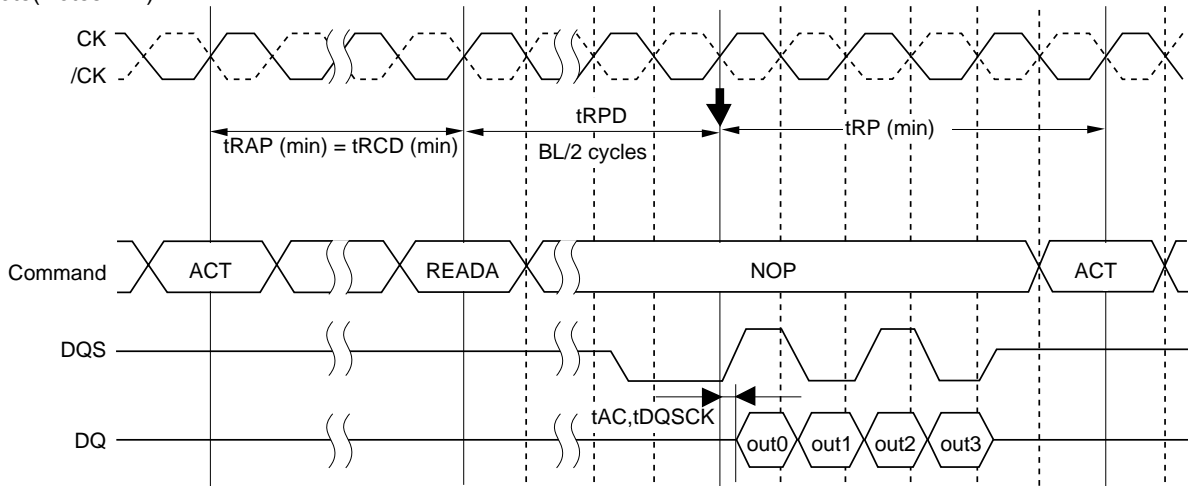 CK
/CK
tRPD
tRP (min)
tRAP (min) = tRCD (min)
BL/2 cycles
Command
ACT
READA
NOP
ACT
DQS
tAC,tDQSCK
DQ
out0
out1
out2
out3